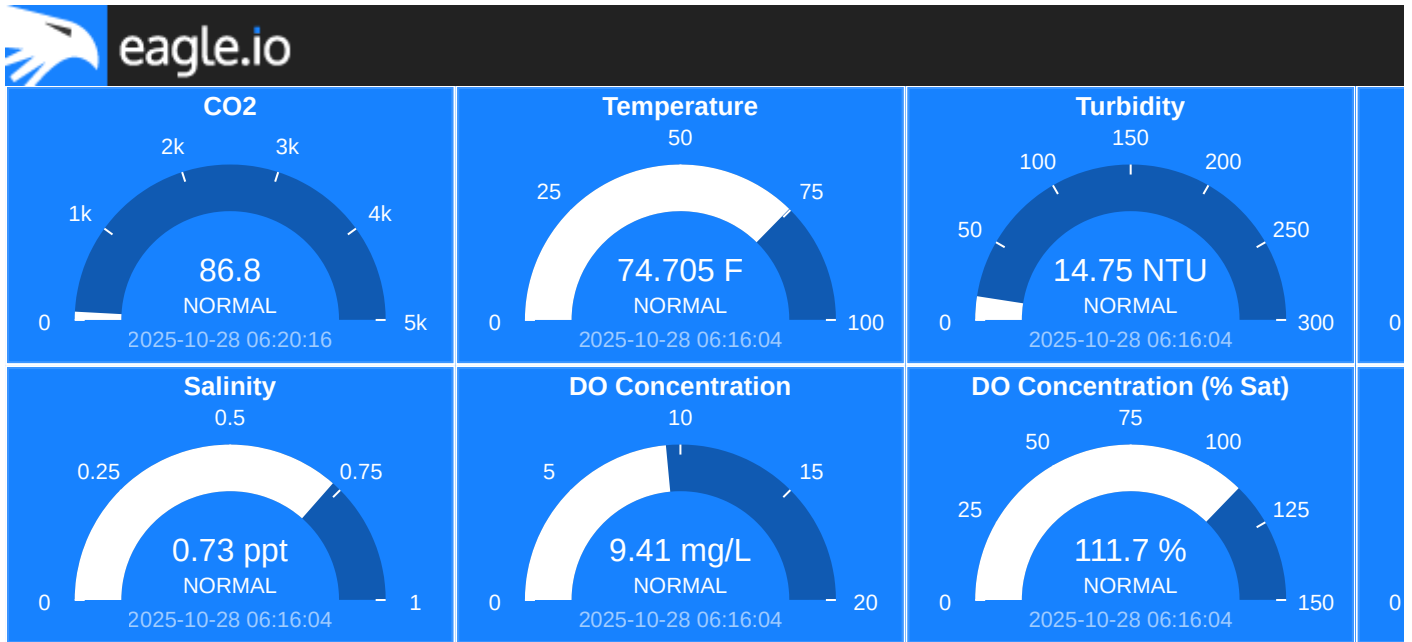 eagle.io
CO2
2k
3k
1k
4k
86.8
NORMAL
0
5k
2025-10-28 06:20:16
Temperature
50
25
75
74.705 F
NORMAL
0
100
2025-10-28 06:16:04
Turbidity
150
100
200
50
250
14.75 NTU
NORMAL
0
300
2025-10-28 06:16:04
0
Salinity
0.5
0.25
0.75
0.73 ppt
NORMAL
0
1
2025-10-28 06:16:04
DO Concentration
10
5
15
9.41 mg/L
NORMAL
0
20
2025-10-28 06:16:04
DO Concentration (% Sat)
75
50
100
25
125
111.7 %
NORMAL
0
150
2025-10-28 06:16:04
0